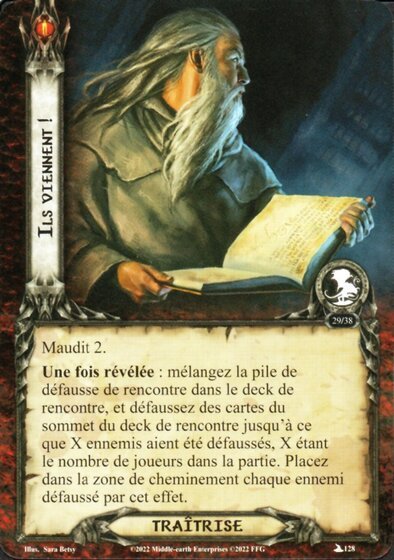 Ils viennent !
29/38
Maudit 2.
Une fois révélée : mélangez la pile de
défausse de rencontre dans le deck de
rencontre, et défaussez des cartes du
sommet du deck de rencontre jusqu'à ce
que X ennemis aient été défaussés, X étant
le nombre de joueurs dans la partie. Placez
dans la zone de cheminement chaque ennemi
défaussé par cet effet.
TRAÎTRISE
Illus. Sara Betsy
©2022 Middle-earth Enterprises ©2022 FFG
128